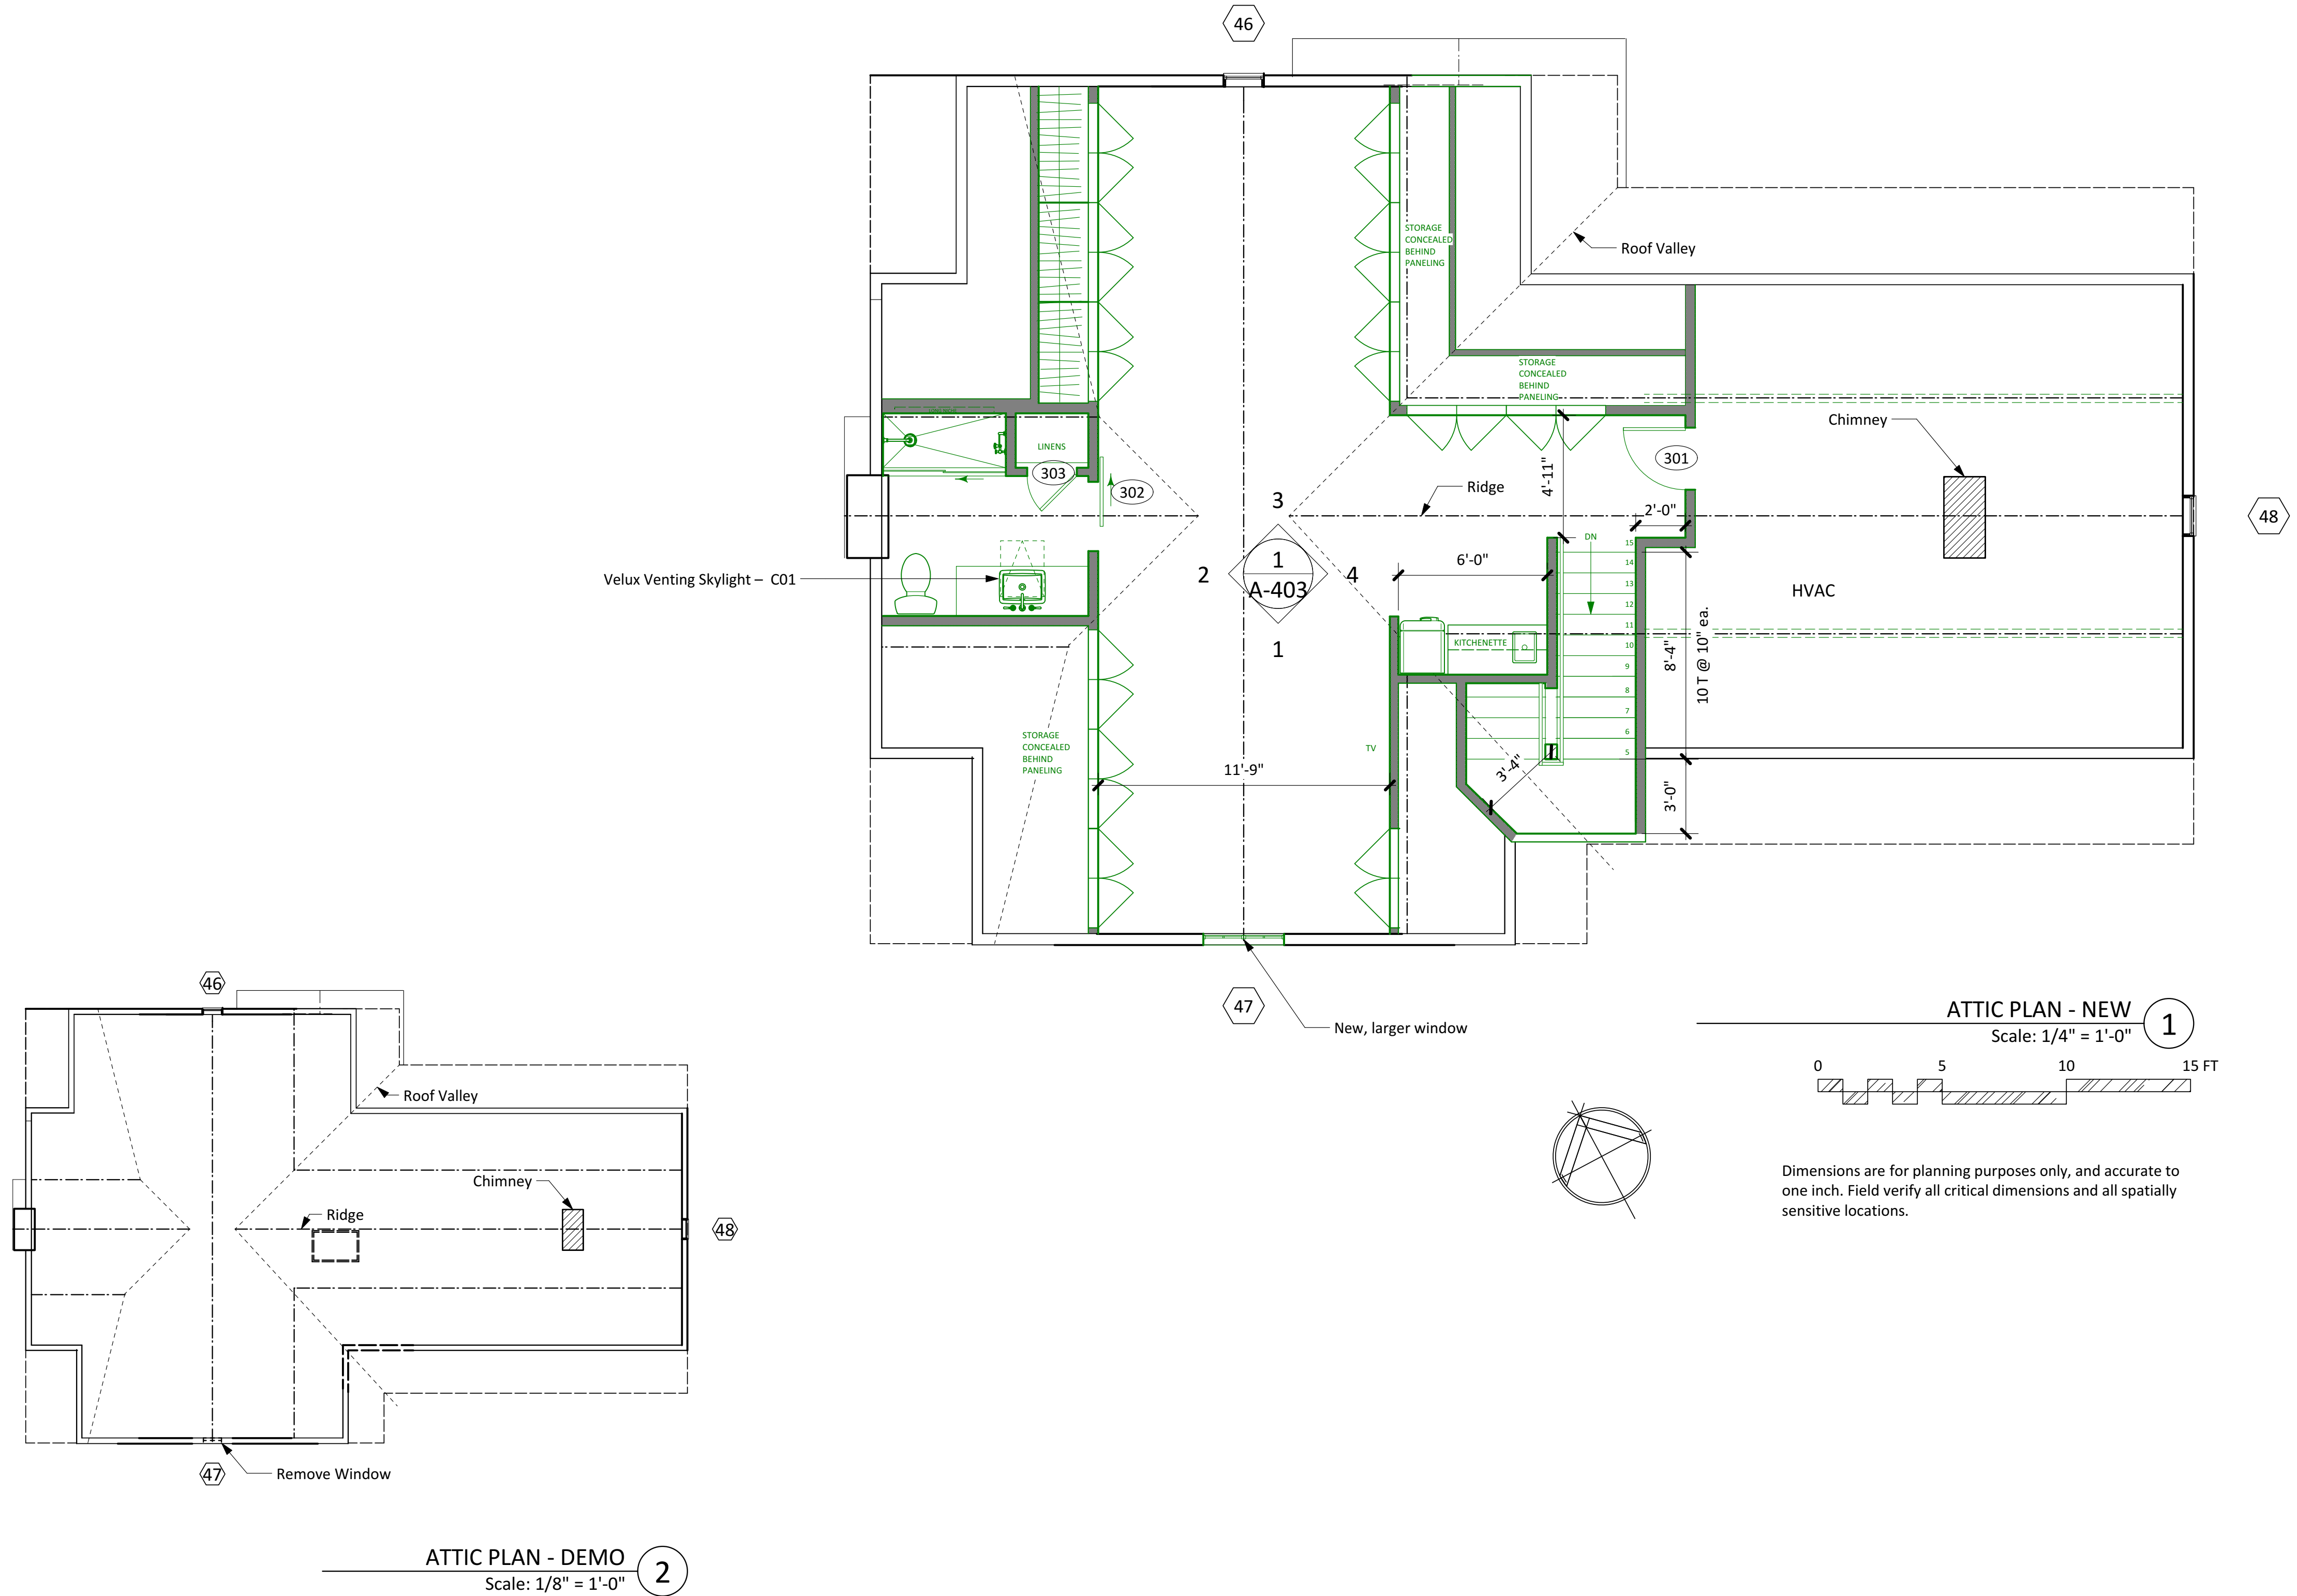 46
Roof Valley
STORAGE
CONCEALED
BEHIND
PANELING
STORAGE
CONCEALED
BEHIND
PANELING
Chimney
LINENS
303
302
301
4'-11"
Ridge
3
2'-0"
48
DN
15
14
13
12
11
10
9
8
7
6
5
1
A-403
2
4
1
6'-0"
Velux Venting Skylight – C01
HVAC
KITCHENETTE
8'-4"
10 T @ 10" ea.
STORAGE
CONCEALED
BEHIND
PANELING
TV
11'-9"
3'-4"
3'-0"
47
New, larger window
ATTIC PLAN - NEW
1
Scale: 1/4" = 1'-0"
0 5 10 15 FT
Dimensions are for planning purposes only, and accurate to
one inch. Field verify all critical dimensions and all spatially
sensitive locations.
46
Roof Valley
Chimney
Ridge
48
47
Remove Window
ATTIC PLAN - DEMO
2
Scale: 1/8" = 1'-0"